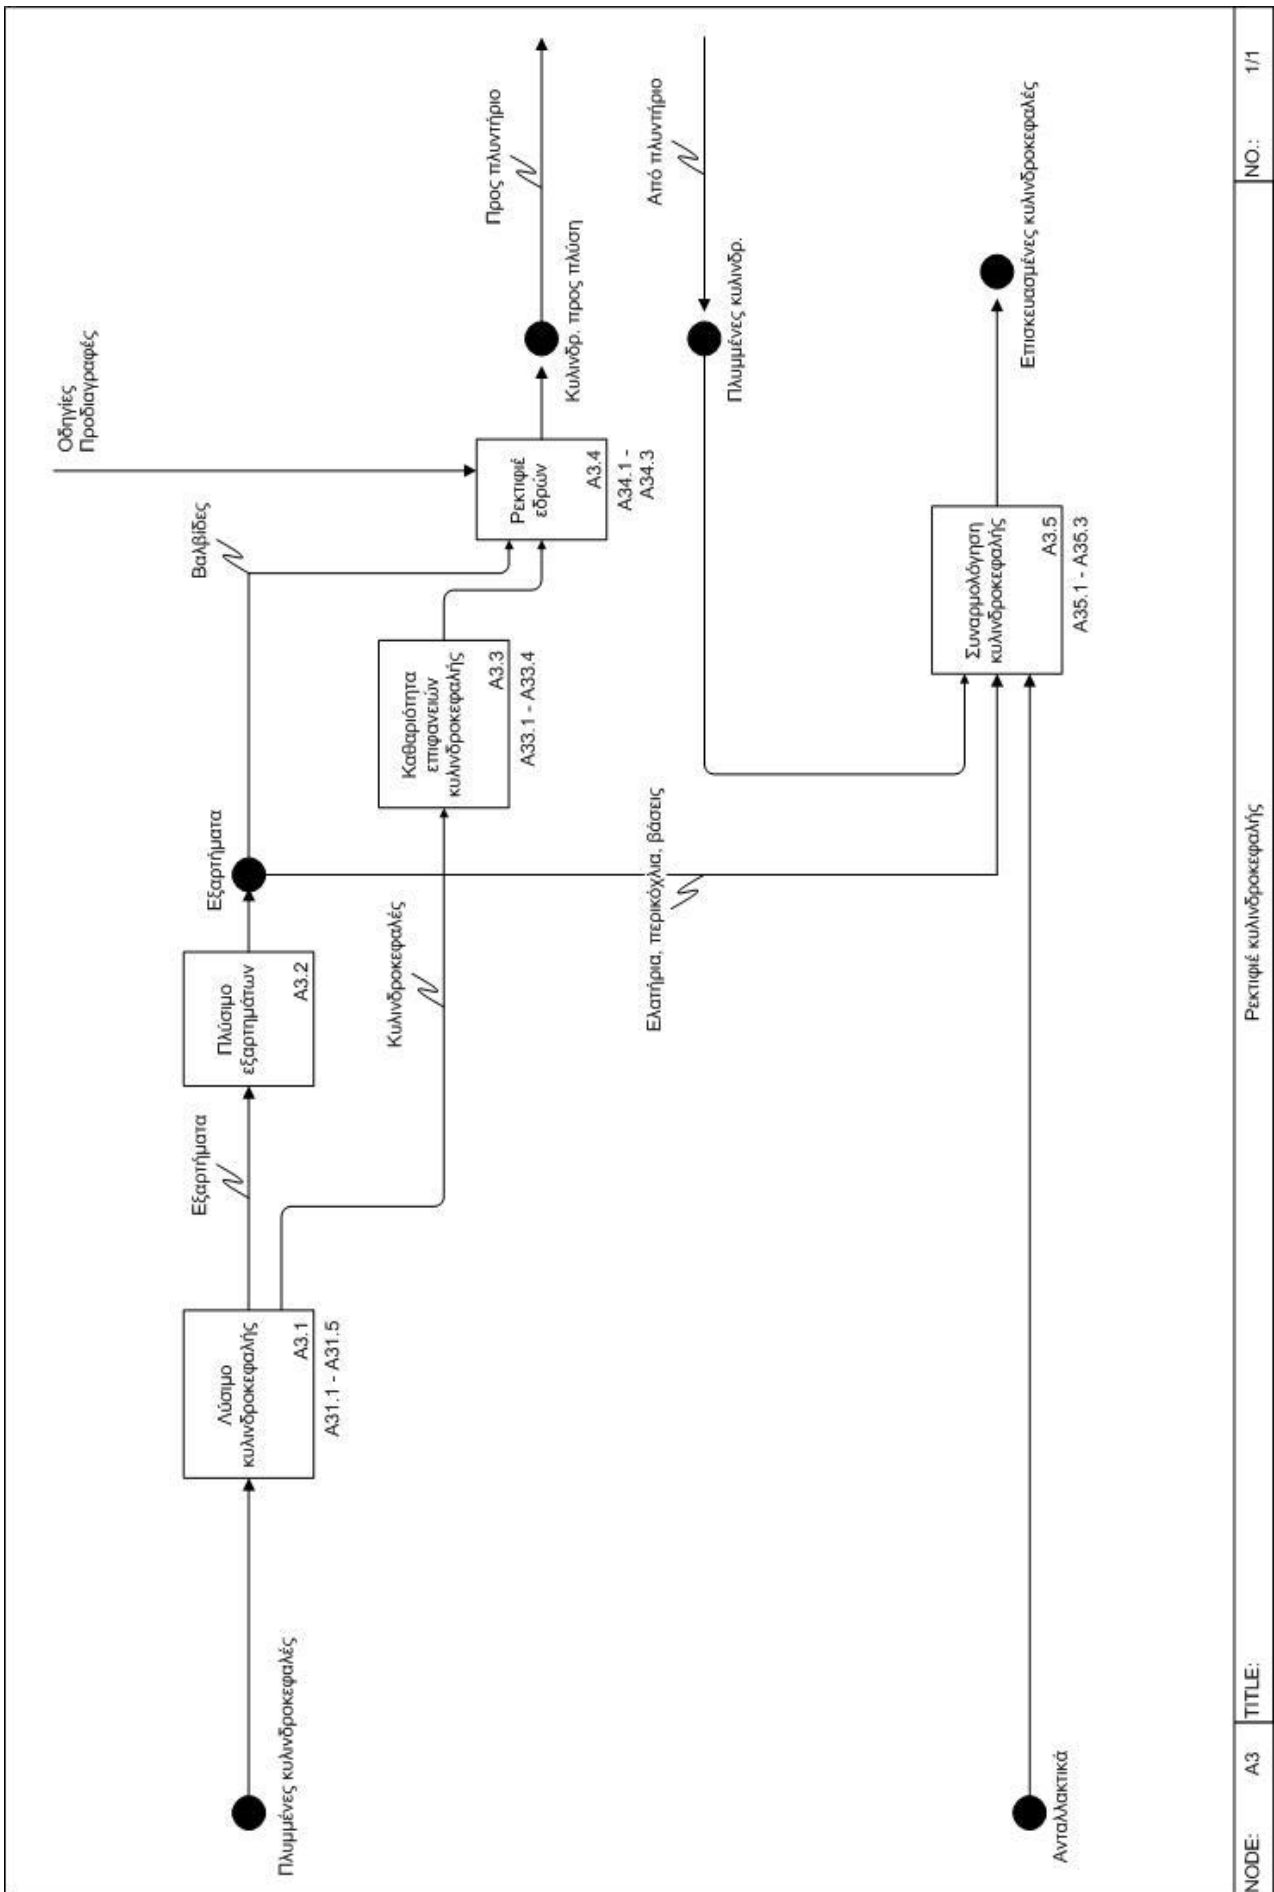 Οδηγίες
Προδιαγραφές
Πλυμμένες κυλινδροκεφαλές
Λύσιμο
κυλινδροκεφαλής
A3.1
A31.1 - A31.5
Εξαρτήματα
Πλύσιμο
εξαρτημάτων
A3.2
Εξαρτήματα
Βαλβίδες
Κυλινδροκεφαλές
Καθαριότητα
επιφανειών
κυλινδροκεφαλής
A3.3
A33.1 - A33.4
Ρεκτιφιέ
εδρών
A3.4
A34.1 -
A34.3
Κυλινδρ. προς πλύση
Προς πλυντήριο
Από πλυντήριο
Πλυμμένες κυλινδρ.
Ελατήρια, περικόχλια, βάσεις
Συναρμολόγηση
κυλινδροκεφαλής
A3.5
A35.1 - A35.3
Επισκευασμένες κυλινδροκεφαλές
Ανταλλακτικά
NODE: A3 TITLE: Ρεκτιφιέ κυλινδροκεφαλής NO.: 1/1